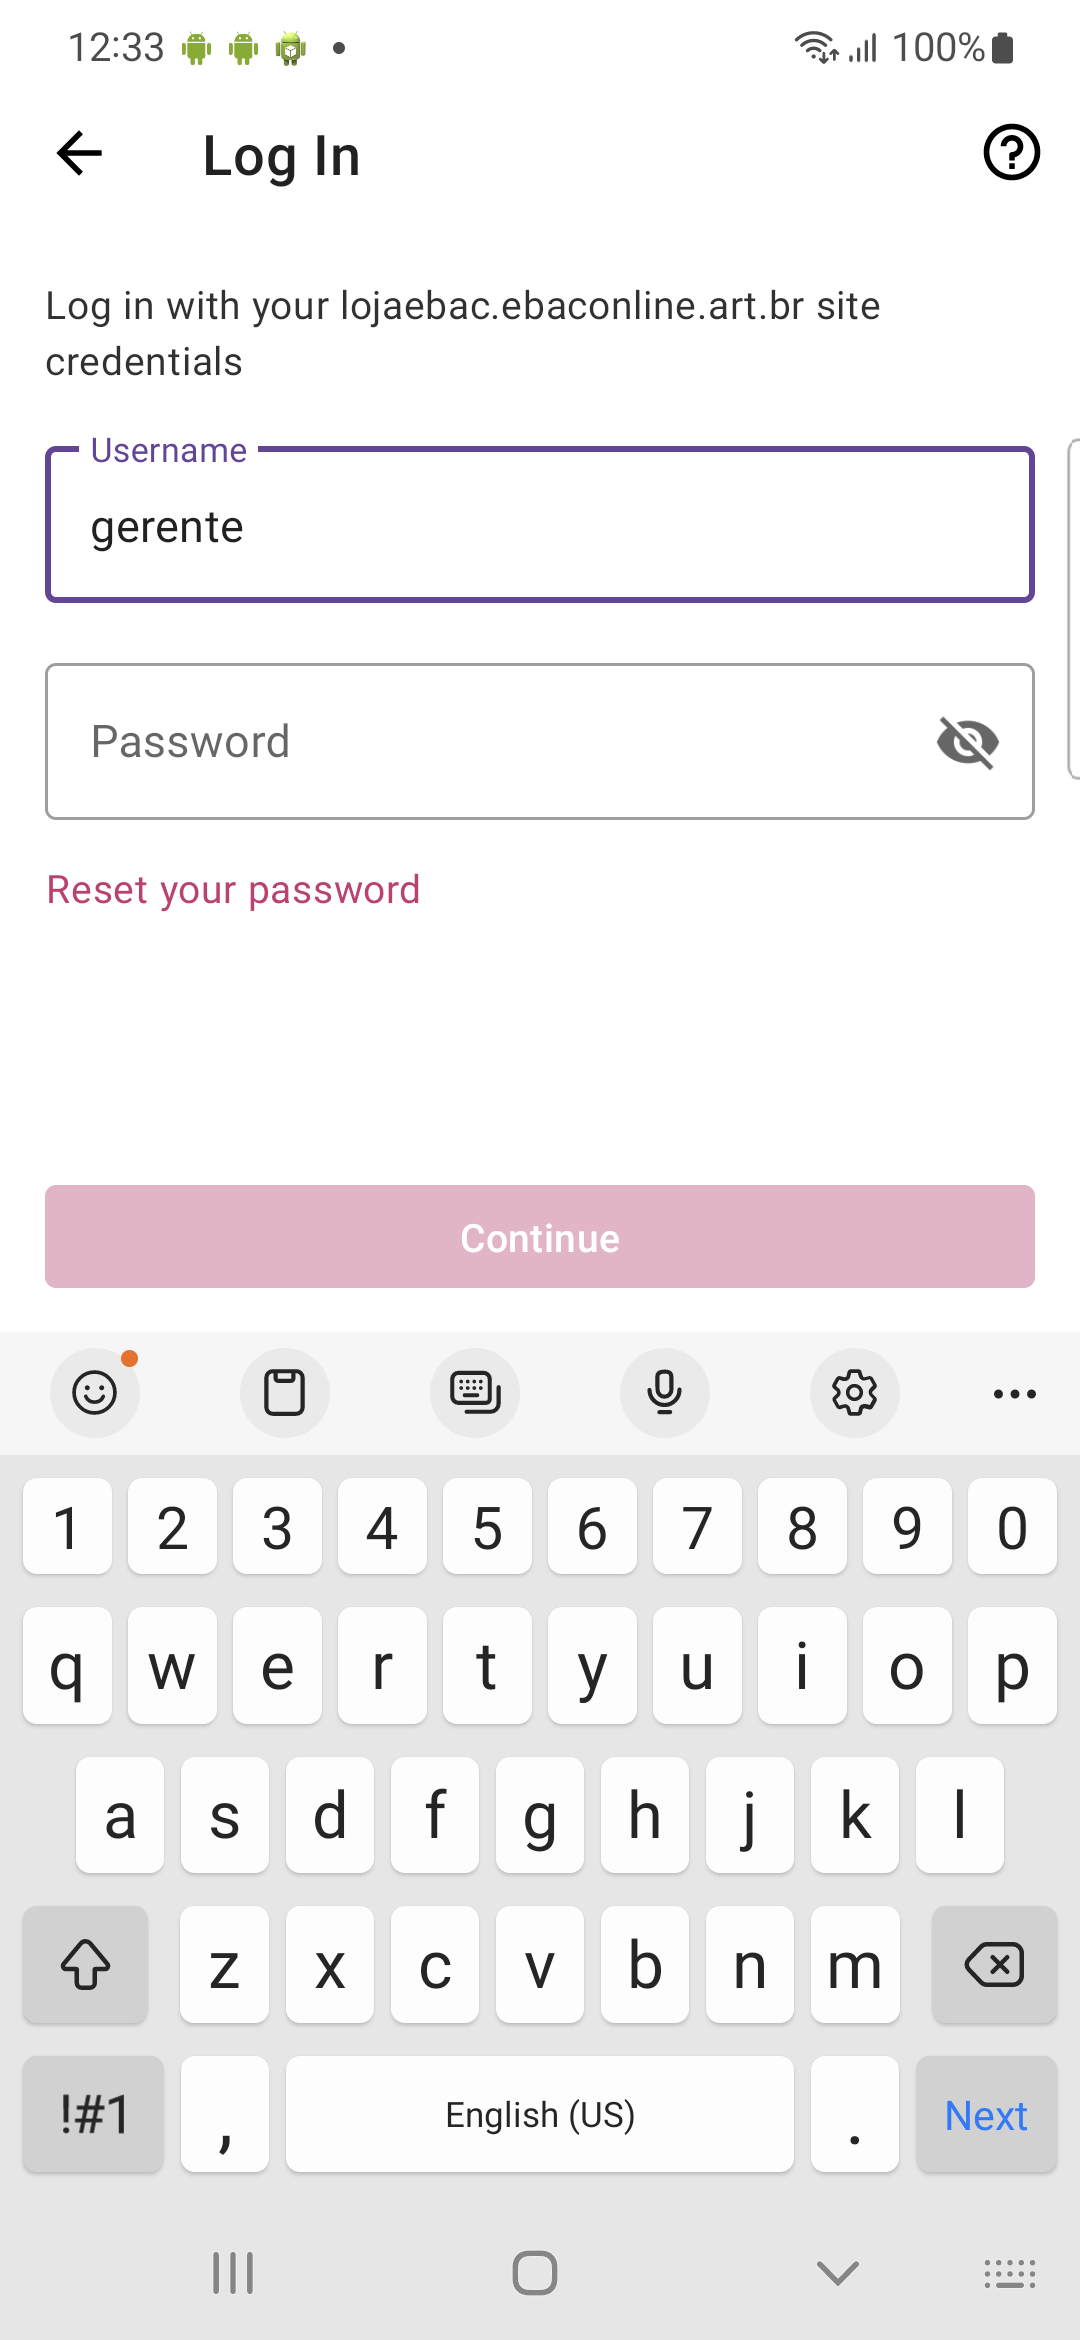 12:33 100%
Log In
Log in with your lojaebac.ebaconline.art.br site
credentials
Username
gerente
Password
Reset your password
Continue
1 2 3 4 5 6 7 8 9 0
q w e r t y u i o p
a s d f g h j k l
z x c v b n m
!#1 , English (US) . Next